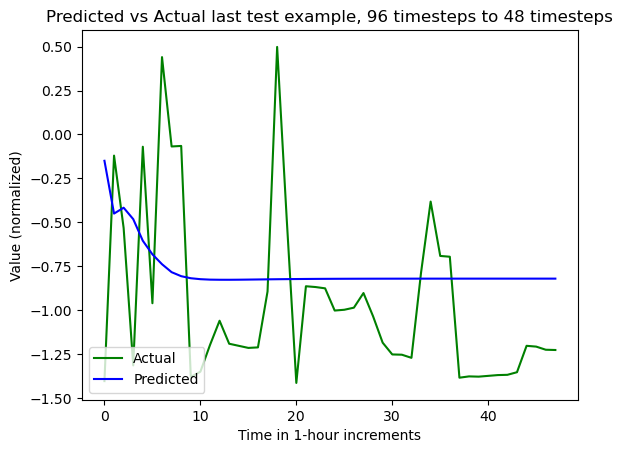 Predicted vs Actual last test example, 96 timesteps to 48 timesteps
0.50
0.25
0.00
−0.25
−0.50
−0.75
−1.00
−1.25
−1.50
Value (normalized)
Actual
Predicted
0 10 20 30 40
Time in 1-hour increments